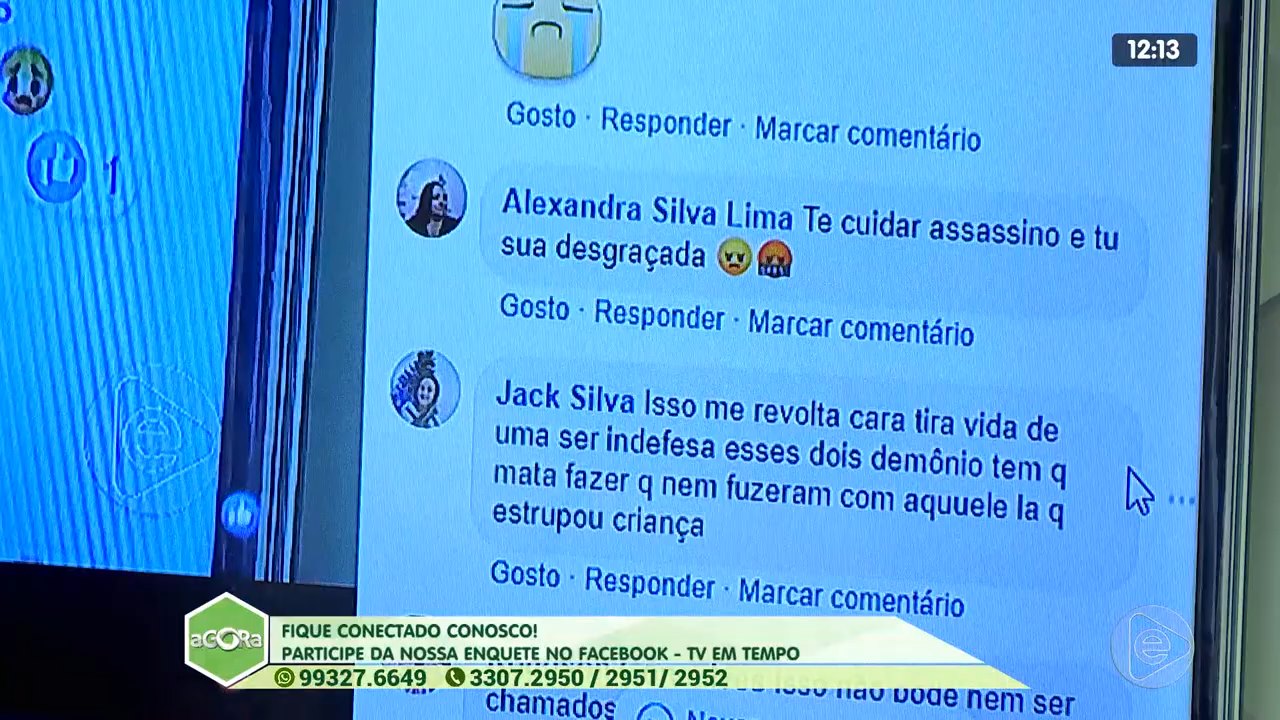 12:13
1
Gosto · Responder · Marcar comentário
Alexandra Silva Lima Te cuidar assassino e tu
sua desgraçada
Gosto · Responder · Marcar comentário
Jack Silva Isso me revolta cara tira vida de
uma ser indefesa esses dois demônio tem q
mata fazer q nem fuzeram com aquuele la q
estrupou criança
Gosto · Responder · Marcar comentário
isso não pode nem ser
chamados
aGORa
FIQUE CONECTADO CONOSCO!
PARTICIPE DA NOSSA ENQUETE NO FACEBOOK - TV EM TEMPO
99327.6649 3307.2950 / 2951/ 2952